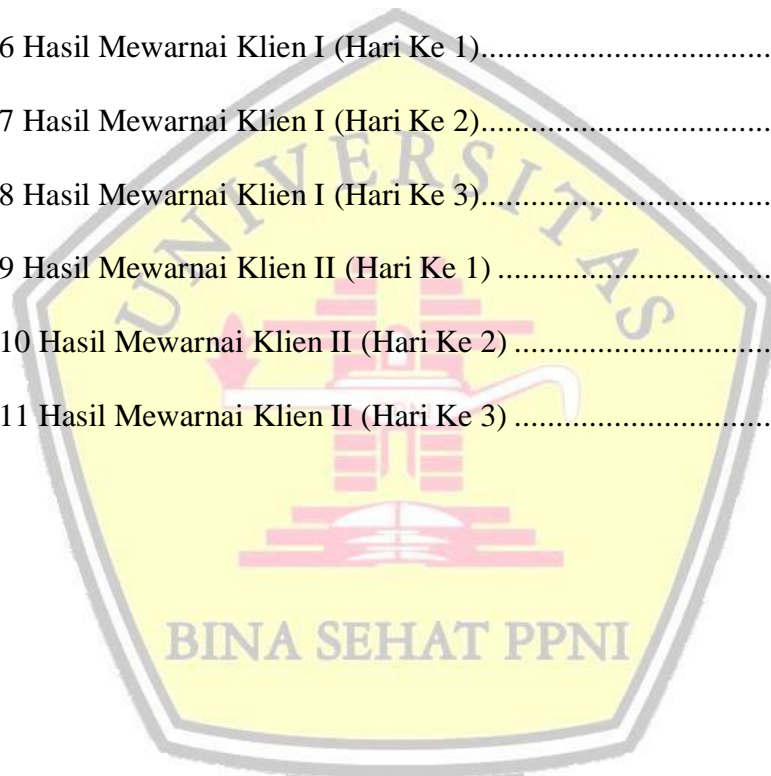 6 Hasil Mewarnai Klien I (Hari Ke 1)..................................
7 Hasil Mewarnai Klien I (Hari Ke 2)..................................
8 Hasil Mewarnai Klien I (Hari Ke 3)..................................
9 Hasil Mewarnai Klien II (Hari Ke 1) ................................
10 Hasil Mewarnai Klien II (Hari Ke 2) ..............................
11 Hasil Mewarnai Klien II (Hari Ke 3) ..............................
UNIVERSITAS
BINA SEHAT PPNI